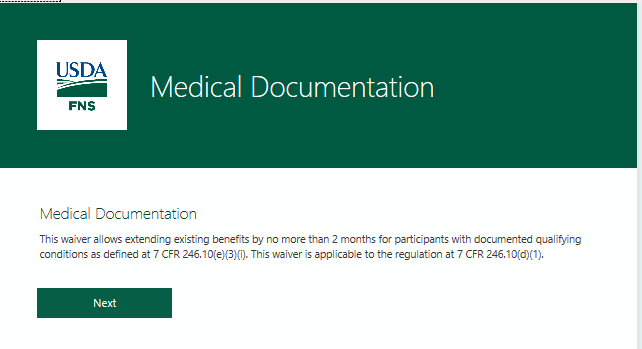 USDA
FNS
Medical Documentation
Medical Documentation
This waiver allows extending existing benefits by no more than 2 months for participants with documented qualifying
conditions as defined at 7 CFR 246.10(e)(3)(i). This waiver is applicable to the regulation at 7 CFR 246.10(d)(1).
Next